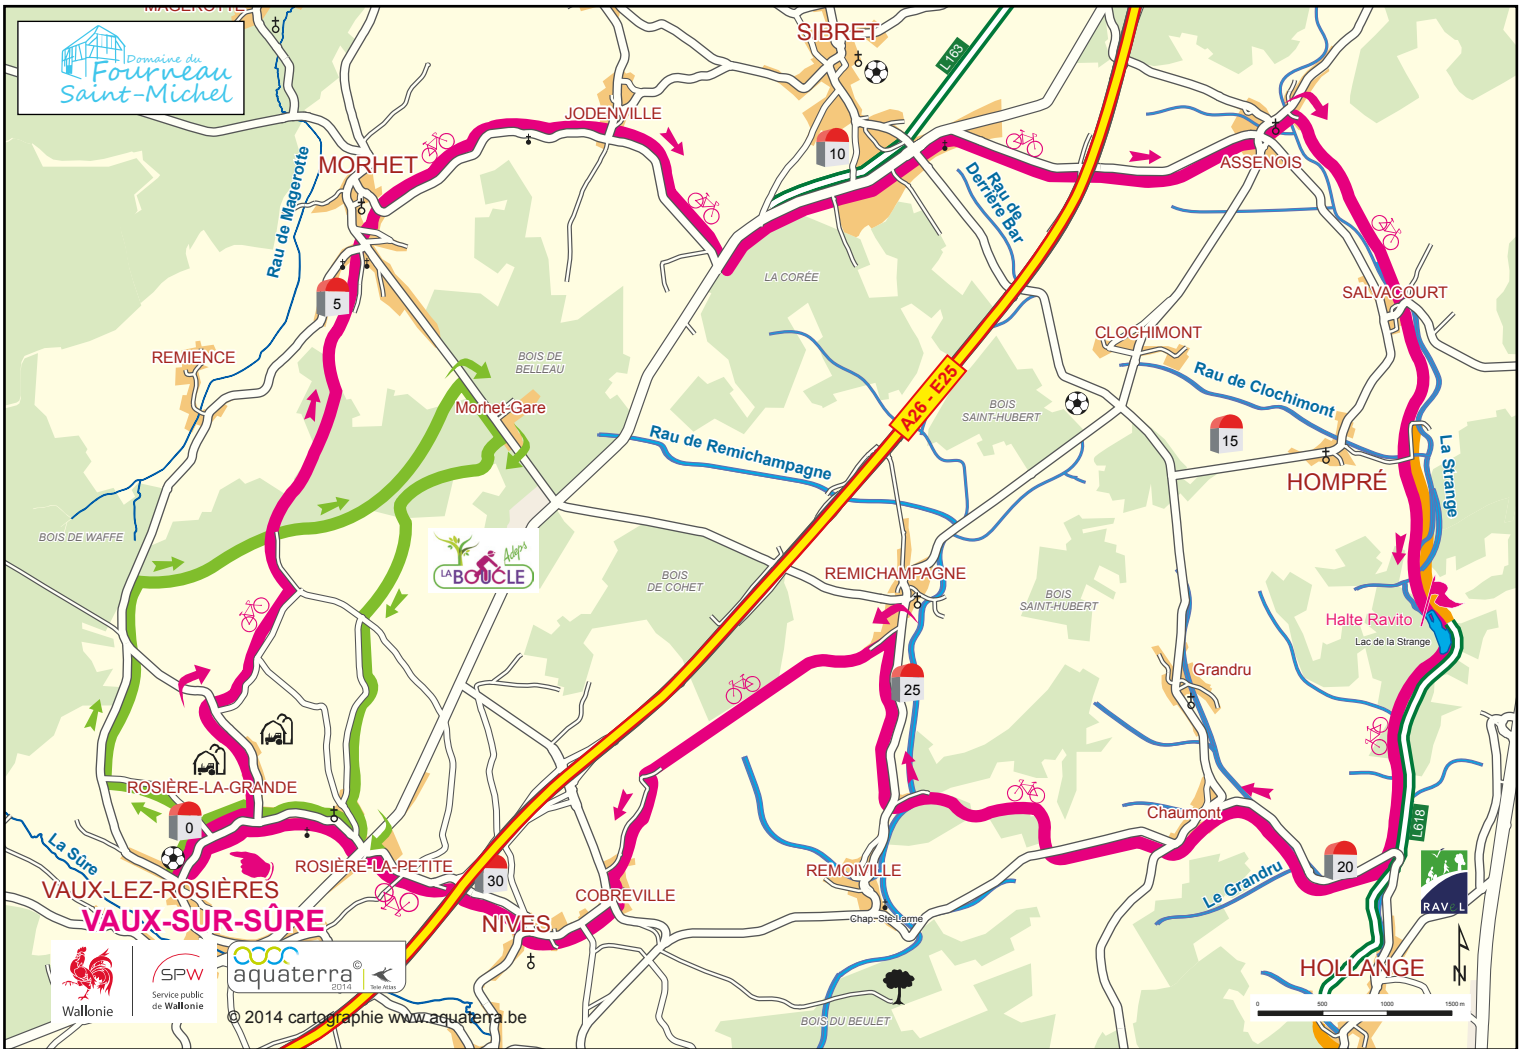 MAGEROTTE
Domaine du
Fourneau
Saint-Michel
SIBRET
L163
JODENVILLE
MORHET
Rau de Magerotte
10
Rau de
Derrière Bar
ASSENOIS
LA CORÉE
5
SALVACOURT
REMIENCE
BOIS DE
BELLEAU
CLOCHIMONT
Rau de Clochimont
A26 - E25
Morhet-Gare
BOIS
SAINT-HUBERT
15
Rau de Remichampagne
La Strange
HOMPRÉ
BOIS DE WAFFE
Adeps
LA BOUCLE
BOIS
DE COHET
REMICHAMPAGNE
BOIS
SAINT-HUBERT
Halte Ravito
Lac de la Strange
Grandru
25
ROSIÈRE-LA-GRANDE
0
Chaumont
L618
La Sûre
ROSIÈRE-LA-PETITE
30
REMOIVILLE
20
Le Grandru
VAUX-LEZ-ROSIÈRES
COBREVILLE
RAVeL
VAUX-SUR-SÛRE
NIVES
Chap-Ste-Larme
Wallonie
SPW
Service public
de Wallonie
aquaterra©
2014
Tele Atlas
HOLLANGE
N
0 500 1000 1500 m
© 2014 cartographie www.aquaterra.be
BOIS DU BEULET